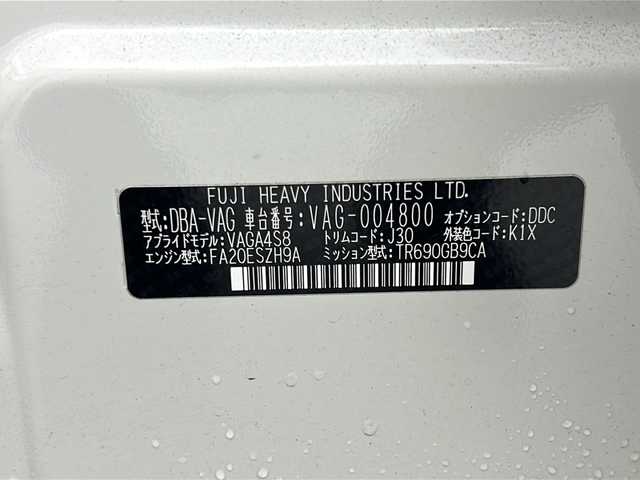 FUJI HEAVY INDUSTRIES LTD.
型式:DBA-VAG 車台番号:VAG-004800 オプションコード:DDC
アプライドモデル:VAGA4S8 トリムコード:J30 外装色コード:K1X
エンジン型式:FA20ESZH9A ミッション型式:TR690GB9CA